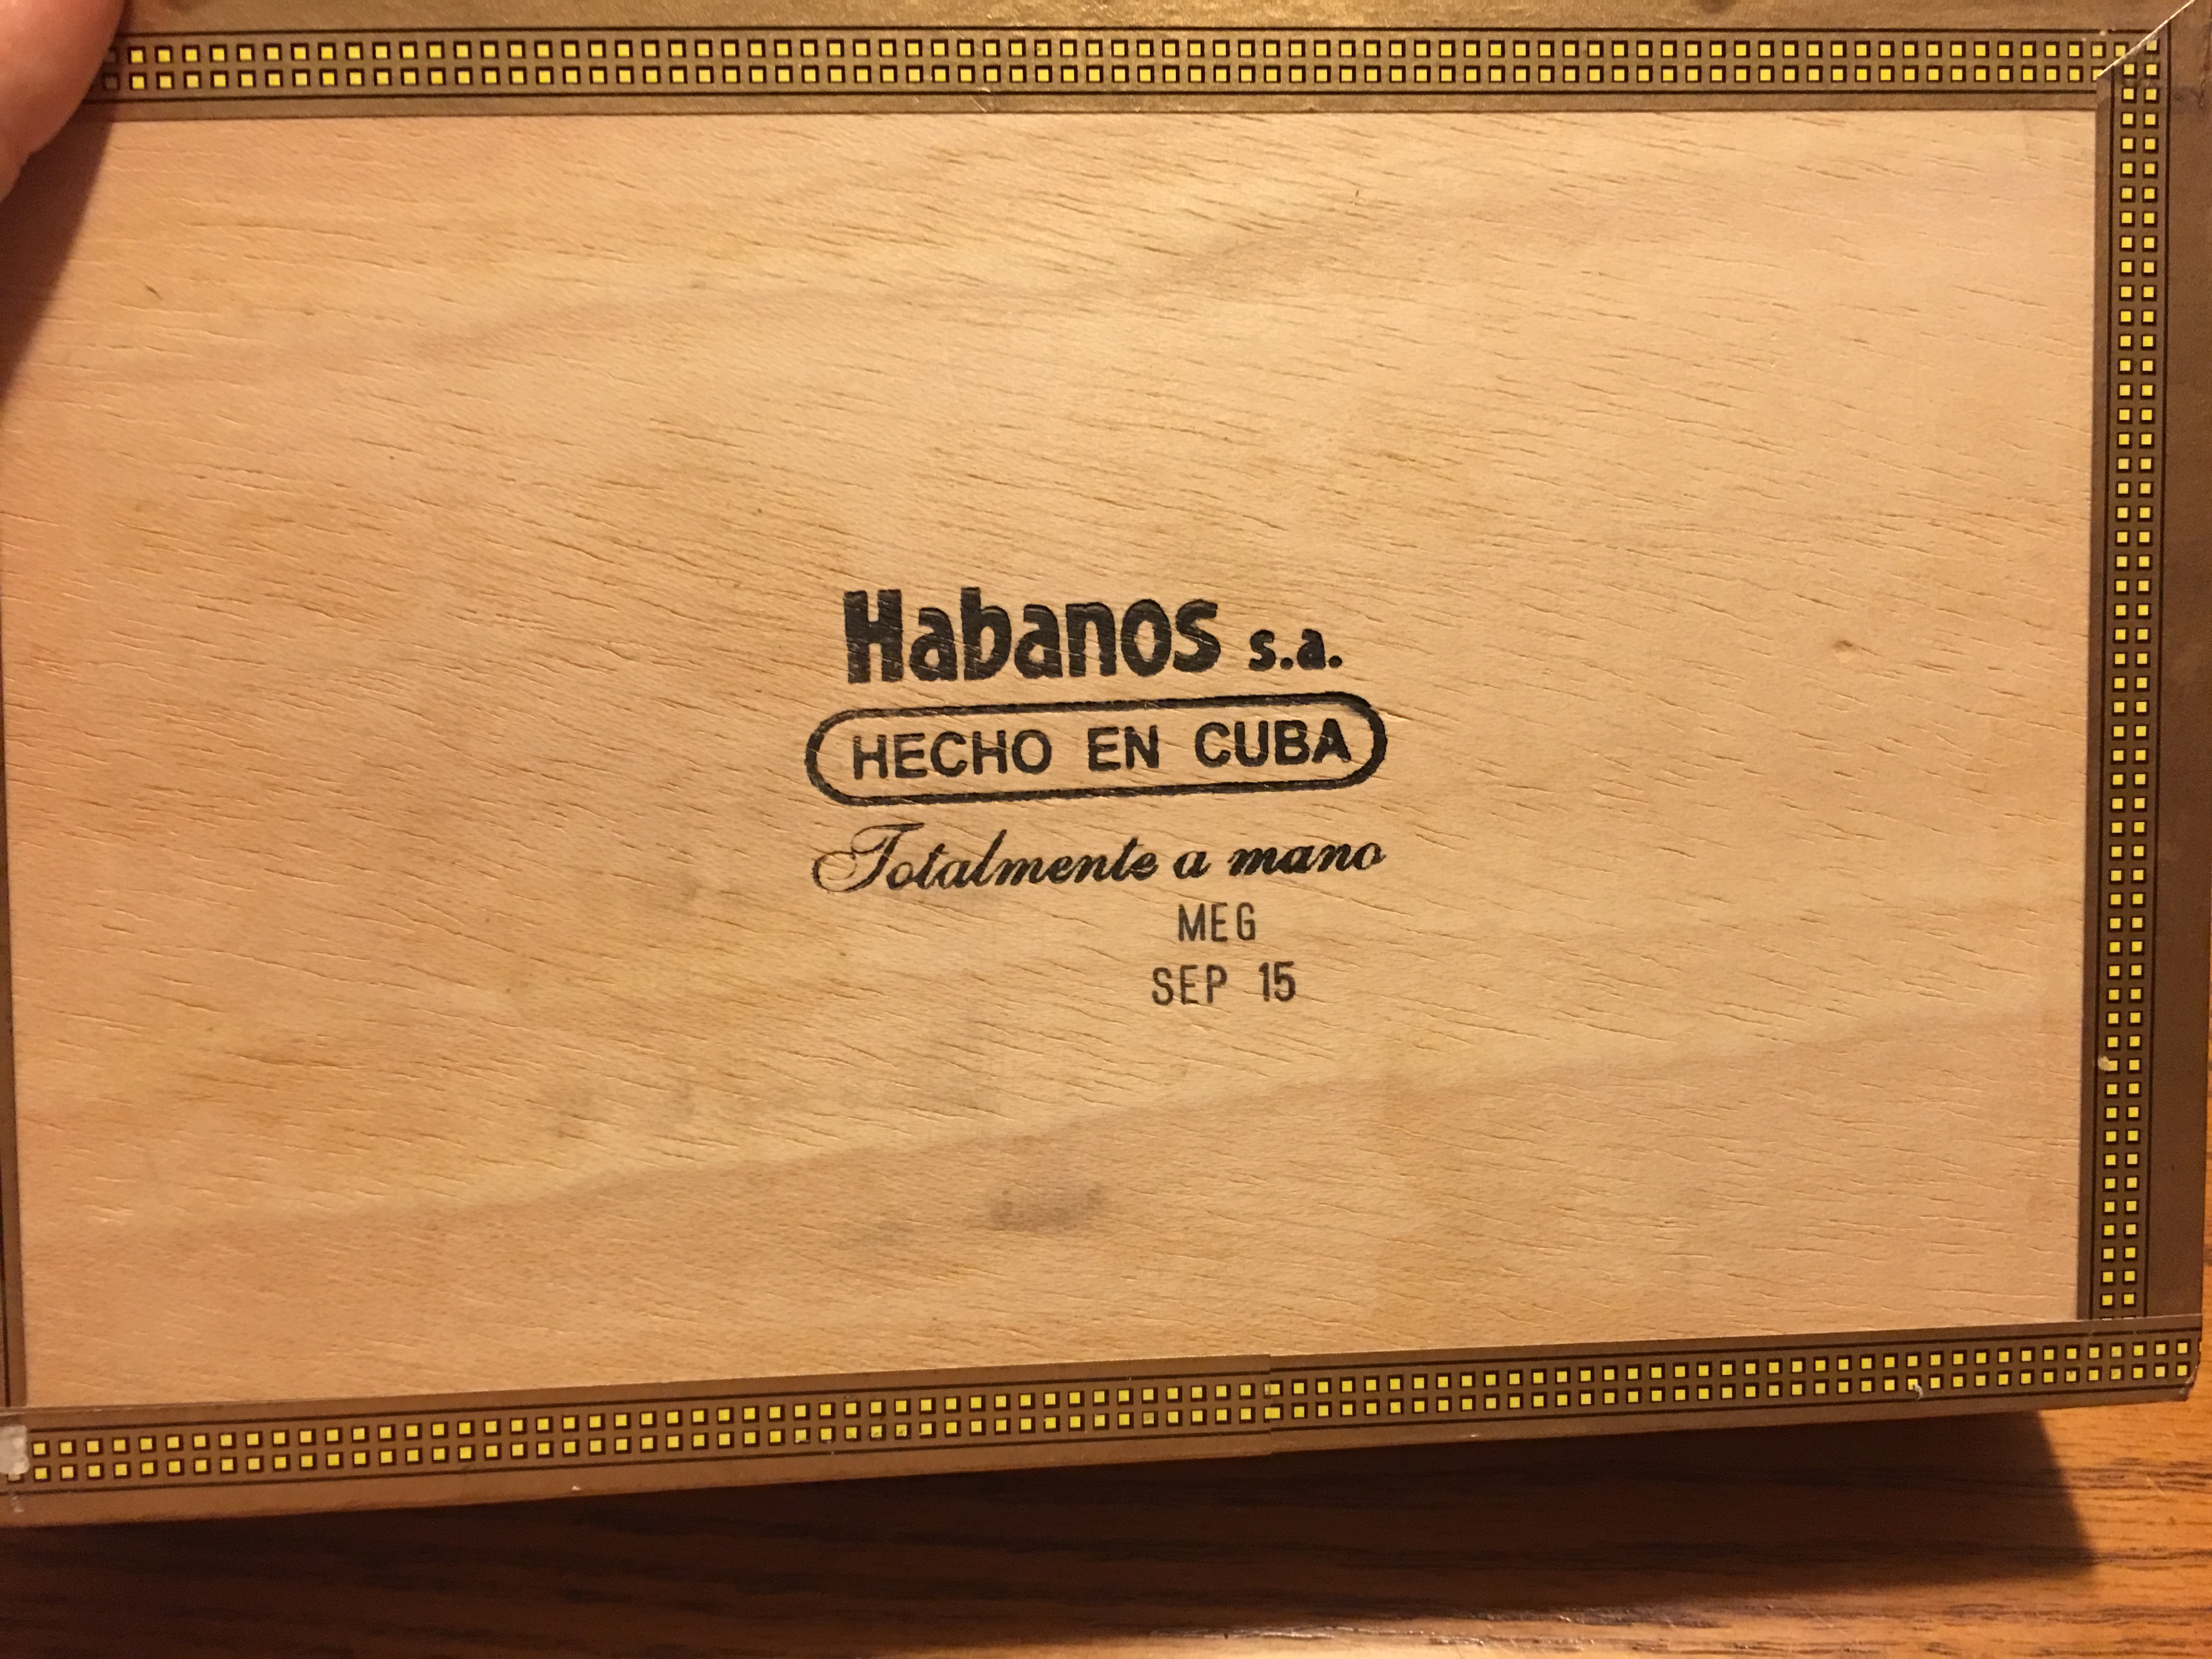 Habanos s.a.
HECHO EN CUBA
Totalmente a mano
MEG
SEP 15